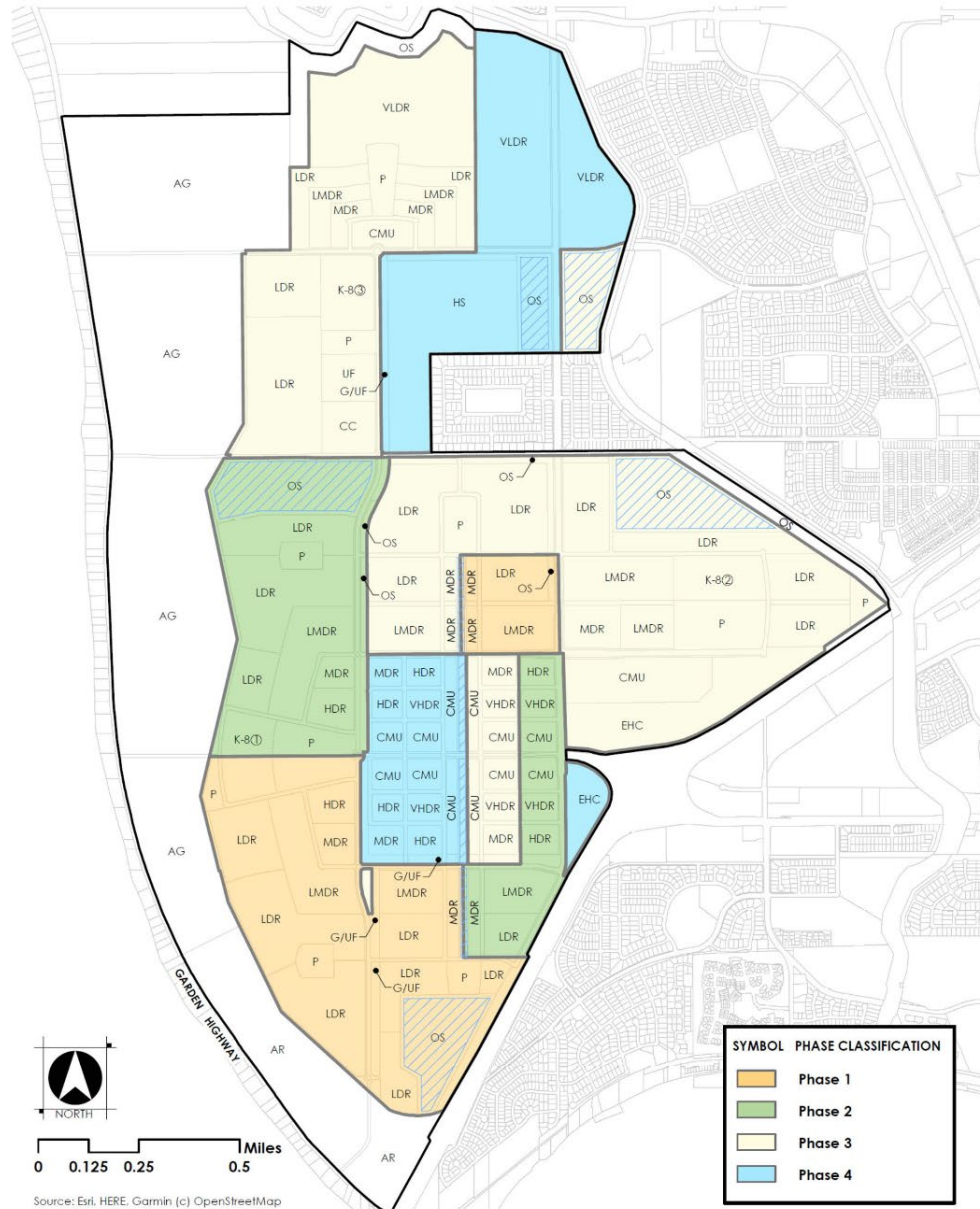 OS
VLDR
VLDR
AG
VLDR
LDR
P
LDR
LMDR
LMDR
MDR
MDR
CMU
LDR
K-8③
HS
OS
OS
P
AG
LDR
UF
G/UF
CC
OS
OS
OS
LDR
LDR
LDR
OS
P
LDR
OS
LDR
P
LDR
OS
MDR
MDR
LDR
OS
LMDR
K-8②
LDR
LDR
P
AG
LMDR
LMDR
MDR
MDR
LMDR
MDR
LMDR
P
LDR
LDR
MDR
MDR
HDR
CMU
MDR
HDR
CMU
HDR
HDR
VHDR
CMU
VHDR
VHDR
EHC
K-8①
P
CMU
CMU
CMU
CMU
CMU
CMU
CMU
CMU
EHC
P
HDR
HDR
VHDR
CMU
CMU
VHDR
VHDR
LDR
MDR
MDR
HDR
MDR
HDR
AG
G/UF
LMDR
LMDR
MDR
MDR
LMDR
LDR
G/UF
LDR
LDR
P
LDR
G/UF
P
LDR
LDR
OS
GARDEN HIGHWAY
AR
LDR
AR
NORTH
Miles
0 0.125 0.25 0.5
Source: Esri, HERE, Garmin (c) OpenStreetMap
SYMBOL PHASE CLASSIFICATION
Phase 1
Phase 2
Phase 3
Phase 4